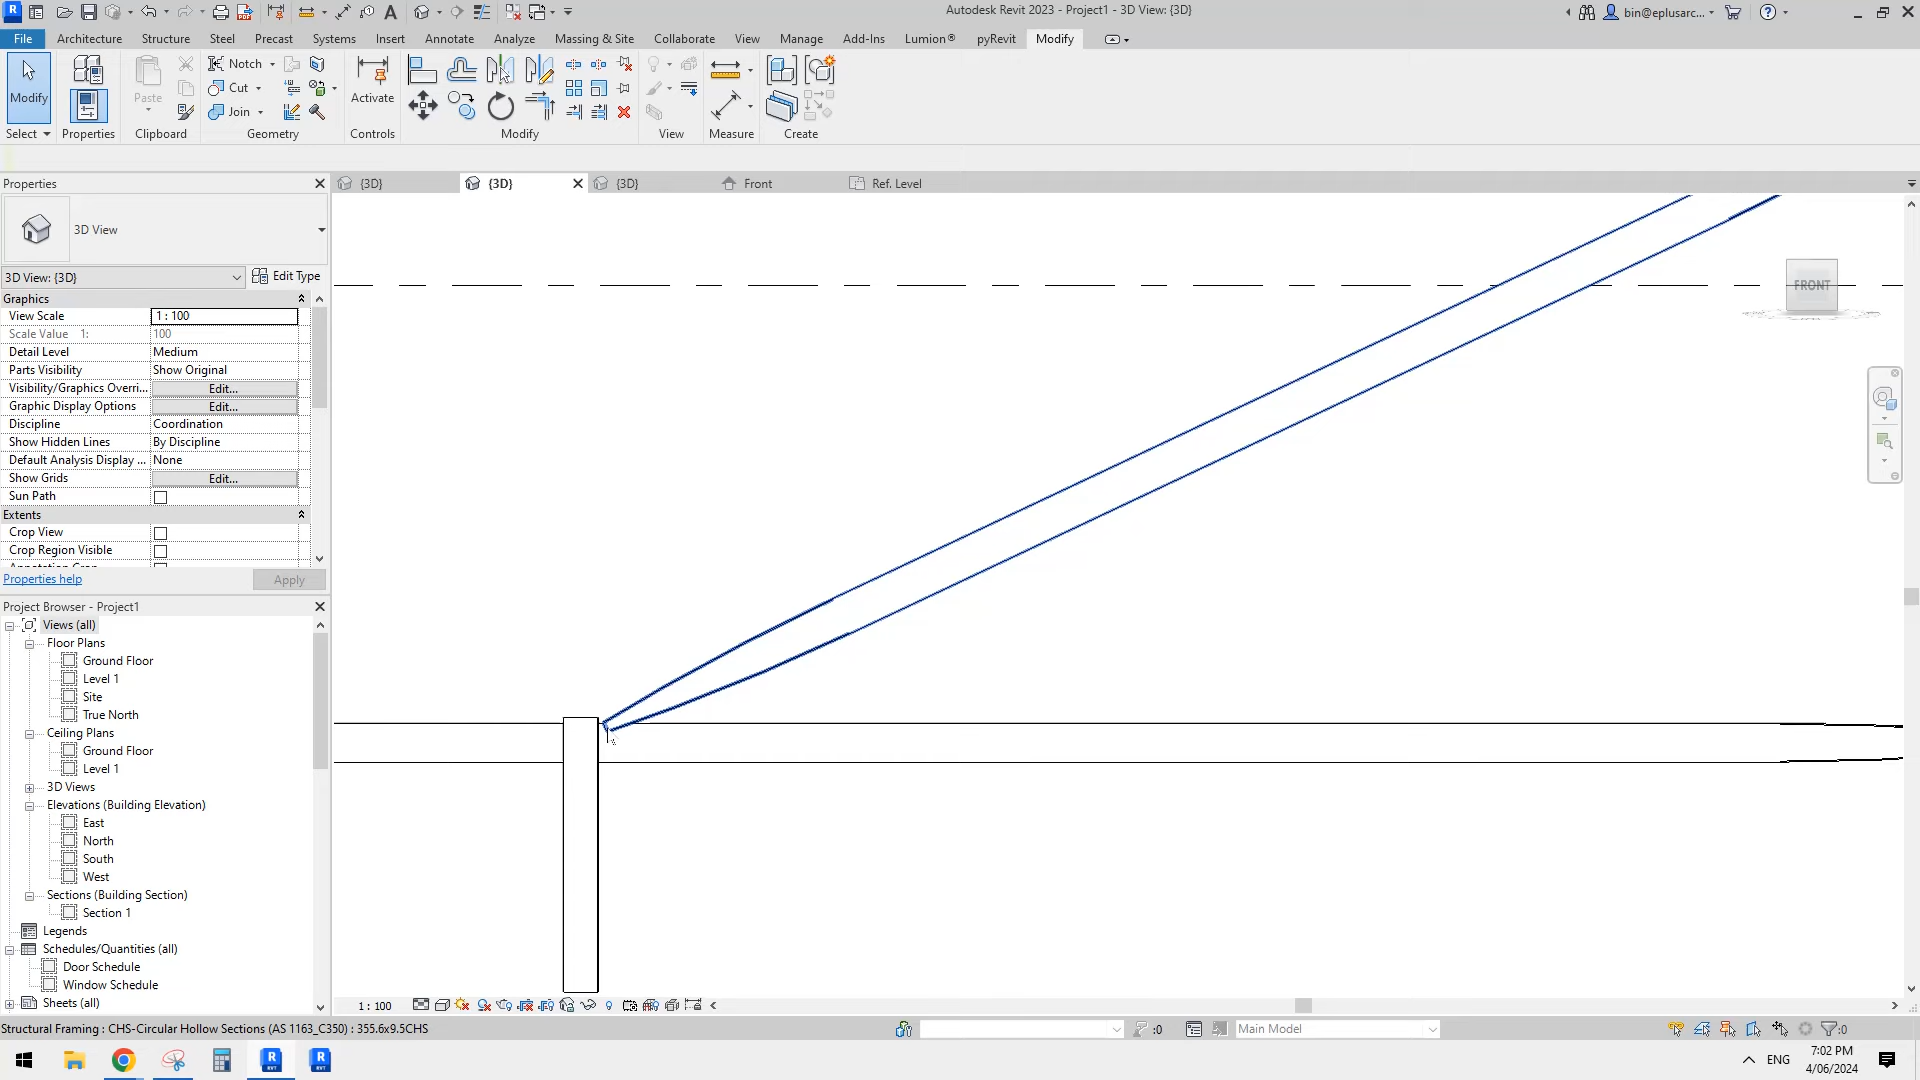 Autodesk Revit 2023 - Project1 - 3D View: {3D}
bin@eplusarc...
File
Architecture
Structure
Steel
Precast
Systems
Insert
Annotate
Analyze
Massing & Site
Collaborate
View
Manage
Add-Ins
Lumion®
pyRevit
Modify
Modify
Paste
Notch
Cut
Join
Activate
Select
Properties
Clipboard
Geometry
Controls
Modify
View
Measure
Create
Properties
{3D}
{3D}
{3D}
Front
Ref. Level
3D View
3D View: {3D}
Edit Type
Graphics
View Scale 1 : 100
Scale Value 1: 100
Detail Level Medium
Parts Visibility Show Original
Visibility/Graphics Overri... Edit...
Graphic Display Options Edit...
Discipline Coordination
Show Hidden Lines By Discipline
Default Analysis Display ... None
Show Grids Edit...
Sun Path
Extents
Crop View
Crop Region Visible
Properties help
Apply
FRONT
Project Browser - Project1
Views (all)
Floor Plans
Ground Floor
Level 1
Site
True North
Ceiling Plans
Ground Floor
Level 1
3D Views
Elevations (Building Elevation)
East
North
South
West
Sections (Building Section)
Section 1
Legends
Schedules/Quantities (all)
Door Schedule
Window Schedule
Sheets (all)
1 : 100
Structural Framing : CHS-Circular Hollow Sections (AS 1163_C350) : 355.6x9.5CHS
:0
Main Model
:0
ENG
7:02 PM
4/06/2024